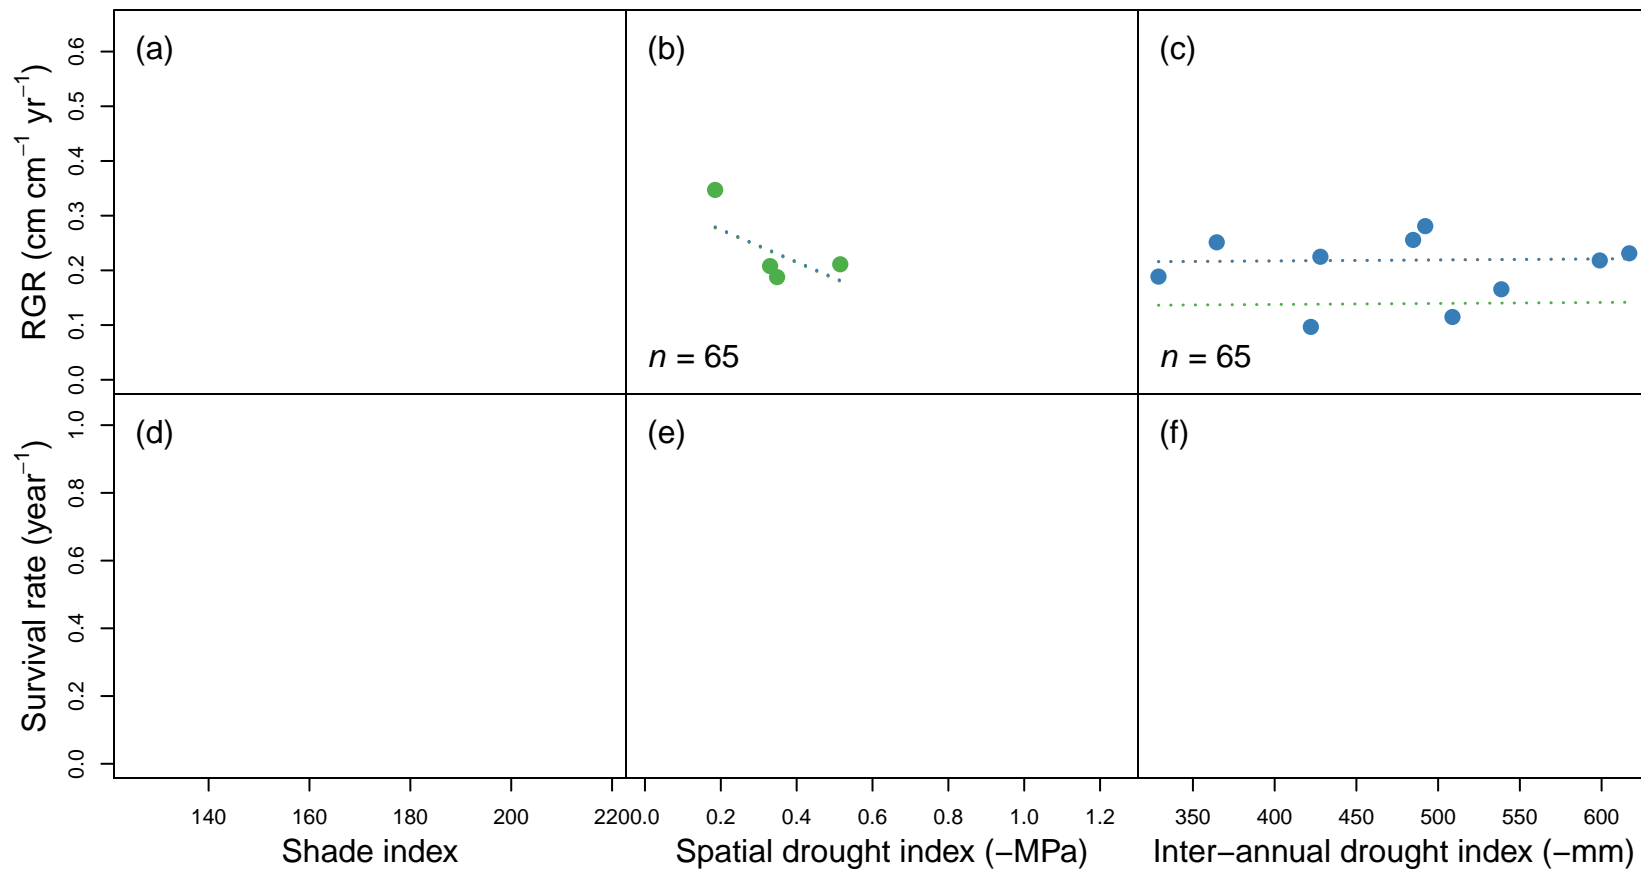 (a)
(b)
(c)
RGR (cm cm⁻¹ yr⁻¹)
0.6
0.5
0.4
0.3
0.2
0.1
0.0
n = 65
n = 65
(d)
(e)
(f)
Survival rate (year⁻¹)
1.0
0.8
0.6
0.4
0.2
0.0
140 160 180 200 220
0.0 0.2 0.4 0.6 0.8 1.0 1.2
350 400 450 500 550 600
Shade index
Spatial drought index (−MPa)
Inter−annual drought index (−mm)